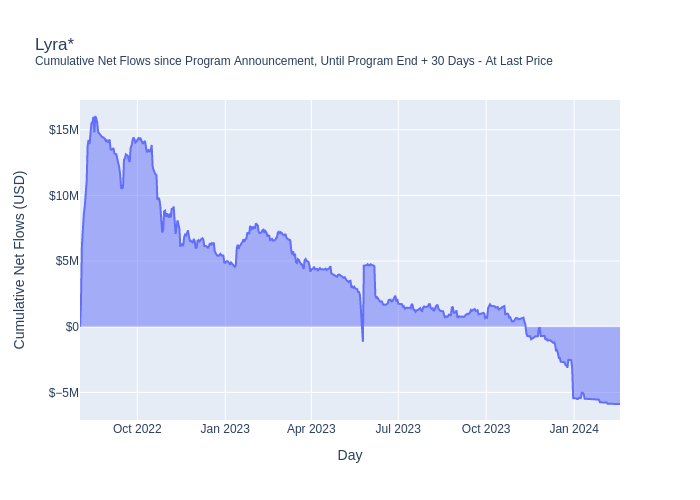 Lyra*
Cumulative Net Flows since Program Announcement, Until Program End + 30 Days - At Last Price
Cumulative Net Flows (USD)
$15M
$10M
$5M
$0
$−5M
Oct 2022 Jan 2023 Apr 2023 Jul 2023 Oct 2023 Jan 2024
Day